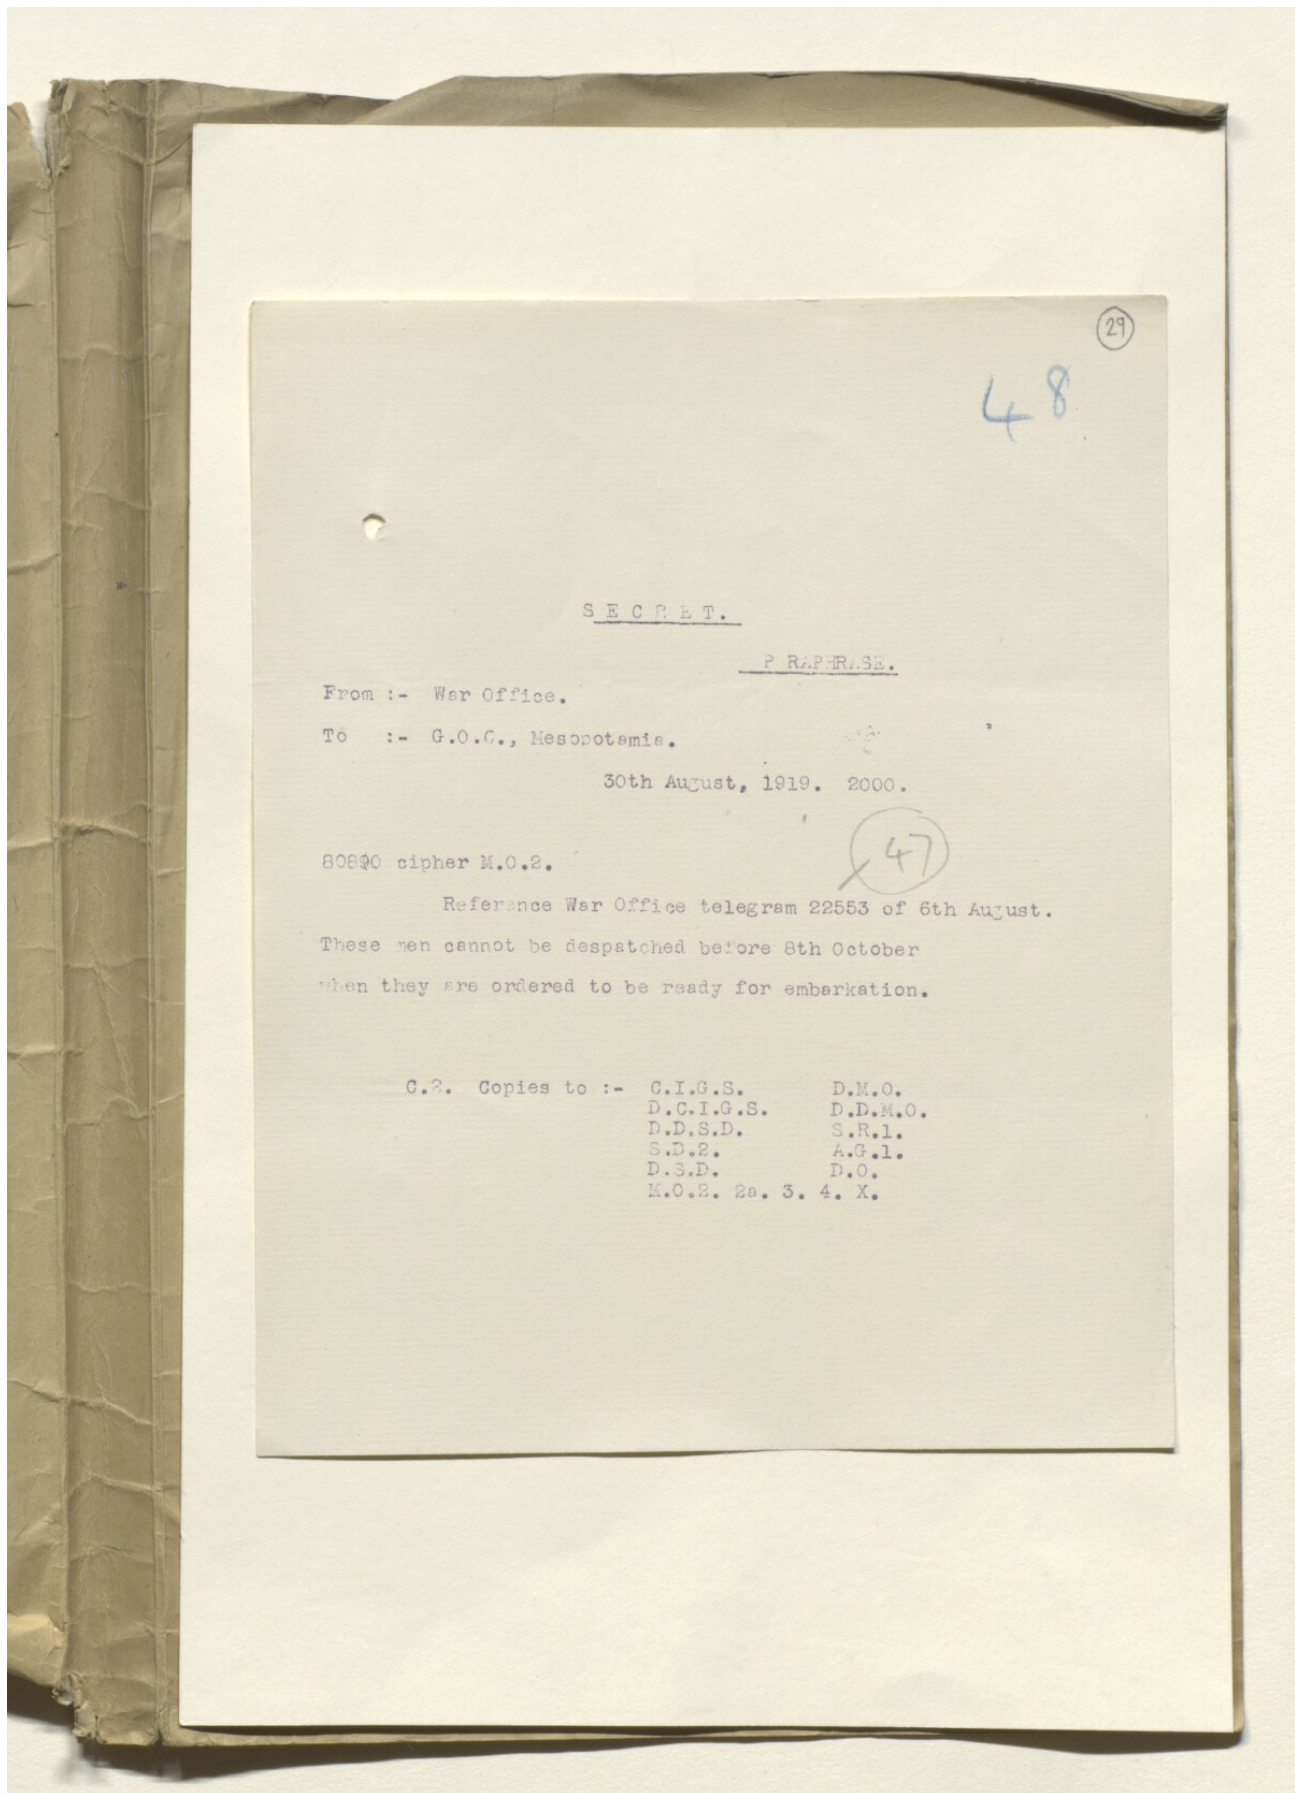 29
48
SECRET.
P RAPHRASE.
From :- War Office.
To :- G.O.C., Mesopotamia.
30th August, 1919. 2000.
47
cipher M.O.2.
Reference War Office telegram 22553 of 6th August.
These men cannot be despatched before 8th October
when they are ordered to be ready for embarkation.
C.2. Copies to :- C.I.G.S. D.M.O.
D.C.I.G.S. D.D.M.O.
D.D.S.D. S.R.1.
S.D.2. A.G.1.
D.S.D. D.O.
M.O.2. 2a. 3. 4. X.